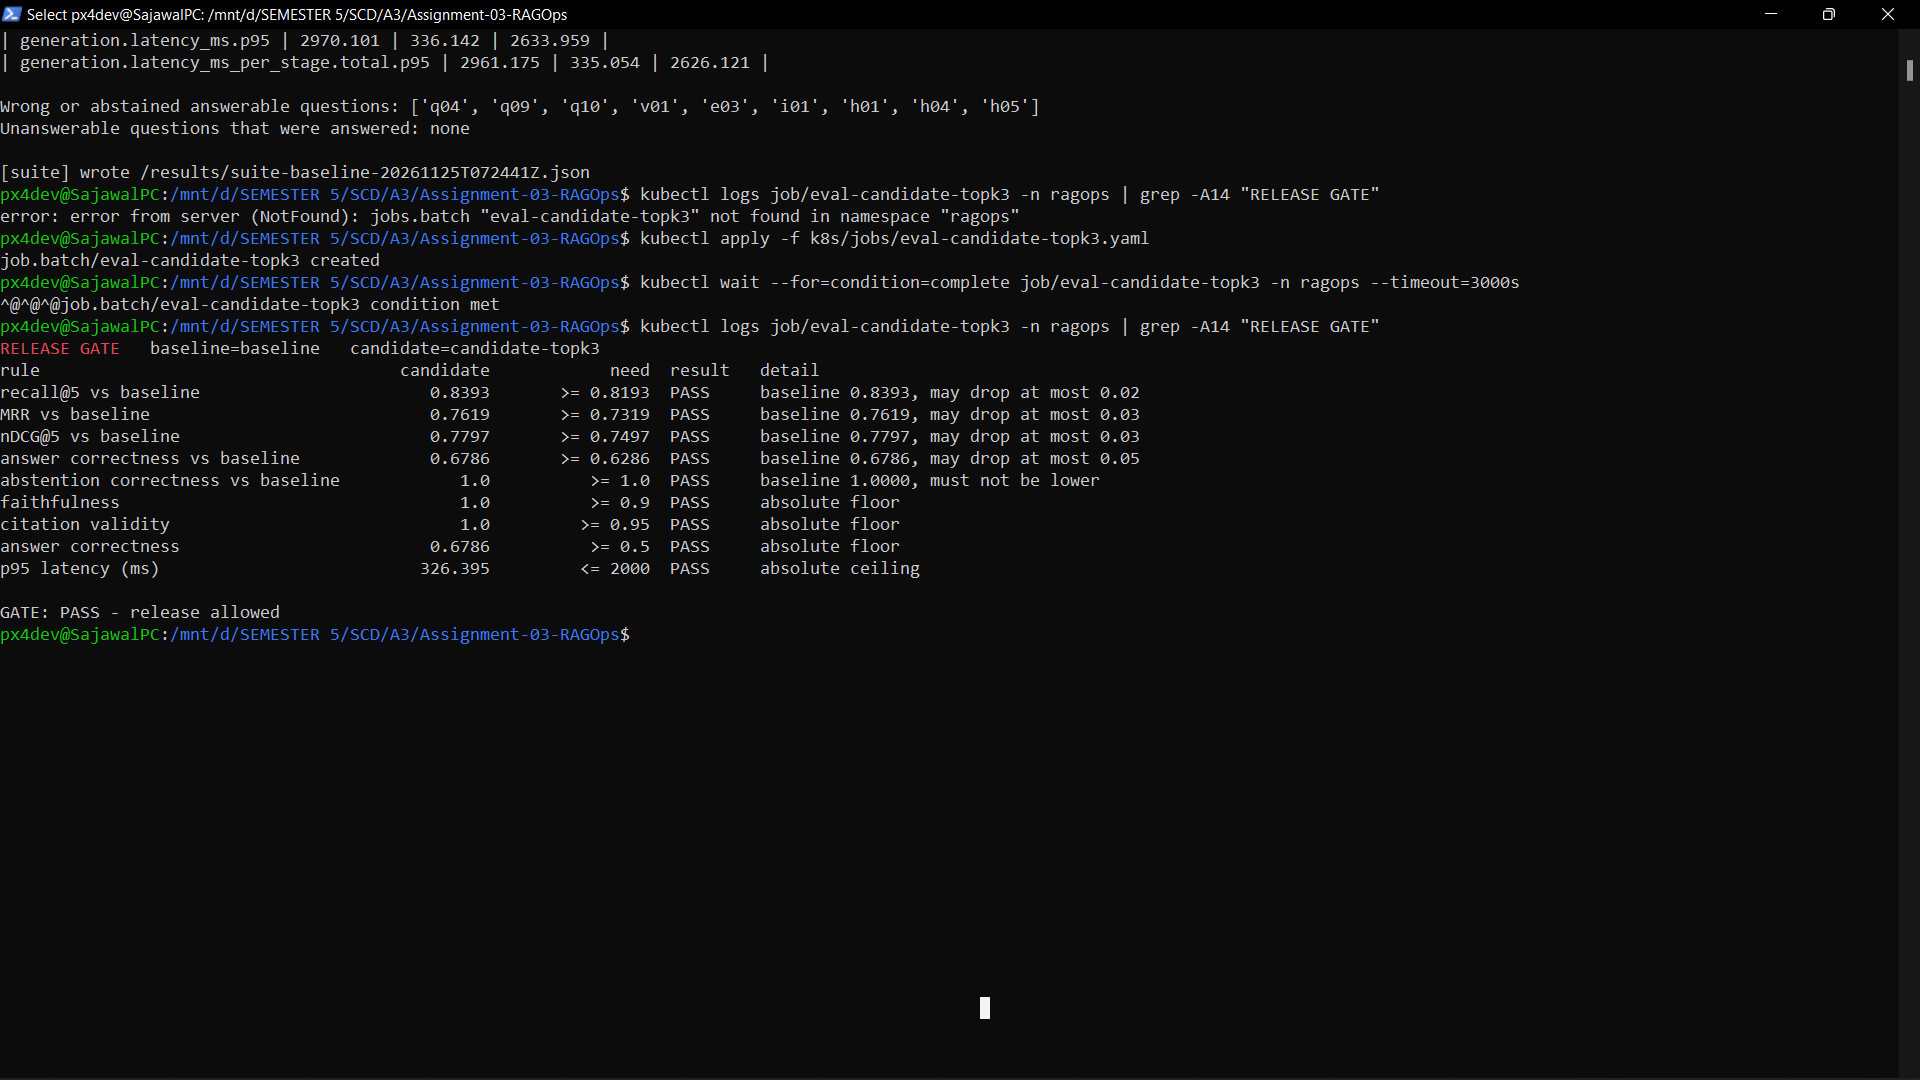 Select px4dev@SajawalPC: /mnt/d/SEMESTER 5/SCD/A3/Assignment-03-RAGOps
| generation.latency_ms.p95 | 2970.101 | 336.142 | 2633.959 |
| generation.latency_ms_per_stage.total.p95 | 2961.175 | 335.054 | 2626.121 |
Wrong or abstained answerable questions: ['q04', 'q09', 'q10', 'v01', 'e03', 'i01', 'h01', 'h04', 'h05']
Unanswerable questions that were answered: none
[suite] wrote /results/suite-baseline-20261125T072441Z.json
px4dev@SajawalPC:/mnt/d/SEMESTER 5/SCD/A3/Assignment-03-RAGOps$ kubectl logs job/eval-candidate-topk3 -n ragops | grep -A14 "RELEASE GATE"
error: error from server (NotFound): jobs.batch "eval-candidate-topk3" not found in namespace "ragops"
px4dev@SajawalPC:/mnt/d/SEMESTER 5/SCD/A3/Assignment-03-RAGOps$ kubectl apply -f k8s/jobs/eval-candidate-topk3.yaml
job.batch/eval-candidate-topk3 created
px4dev@SajawalPC:/mnt/d/SEMESTER 5/SCD/A3/Assignment-03-RAGOps$ kubectl wait --for=condition=complete job/eval-candidate-topk3 -n ragops --timeout=3000s
^@^@^@job.batch/eval-candidate-topk3 condition met
px4dev@SajawalPC:/mnt/d/SEMESTER 5/SCD/A3/Assignment-03-RAGOps$ kubectl logs job/eval-candidate-topk3 -n ragops | grep -A14 "RELEASE GATE"
RELEASE GATE   baseline=baseline   candidate=candidate-topk3
rule                                    candidate            need  result   detail
recall@5 vs baseline                       0.8393       >= 0.8193  PASS     baseline 0.8393, may drop at most 0.02
MRR vs baseline                            0.7619       >= 0.7319  PASS     baseline 0.7619, may drop at most 0.03
nDCG@5 vs baseline                         0.7797       >= 0.7497  PASS     baseline 0.7797, may drop at most 0.03
answer correctness vs baseline             0.6786       >= 0.6286  PASS     baseline 0.6786, may drop at most 0.05
abstention correctness vs baseline            1.0          >= 1.0  PASS     baseline 1.0000, must not be lower
faithfulness                                  1.0          >= 0.9  PASS     absolute floor
citation validity                             1.0         >= 0.95  PASS     absolute floor
answer correctness                         0.6786          >= 0.5  PASS     absolute floor
p95 latency (ms)                          326.395         <= 2000  PASS     absolute ceiling
GATE: PASS - release allowed
px4dev@SajawalPC:/mnt/d/SEMESTER 5/SCD/A3/Assignment-03-RAGOps$